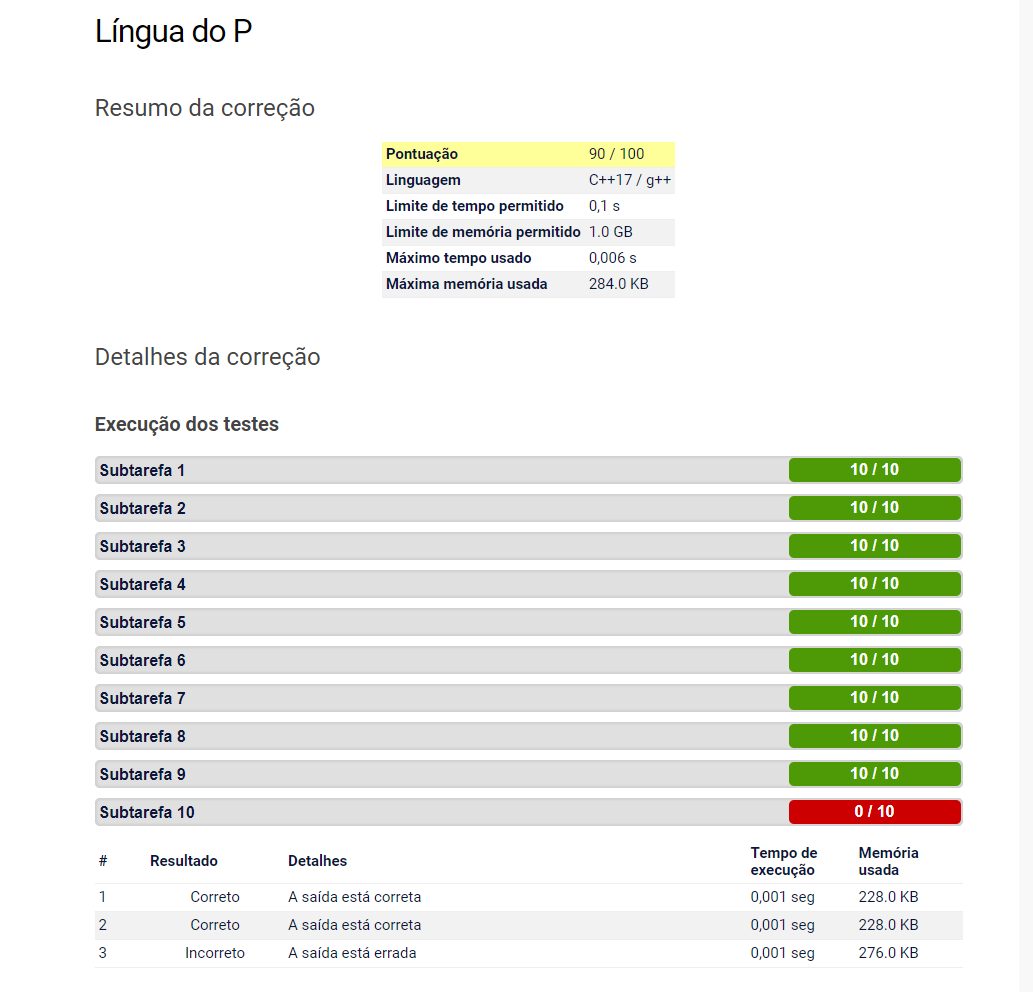 Língua do P
Resumo da correção
Pontuação 90 / 100
Linguagem C++17 / g++
Limite de tempo permitido 0,1 s
Limite de memória permitido 1.0 GB
Máximo tempo usado 0,006 s
Máxima memória usada 284.0 KB
Detalhes da correção
Execução dos testes
Subtarefa 1 10 / 10
Subtarefa 2 10 / 10
Subtarefa 3 10 / 10
Subtarefa 4 10 / 10
Subtarefa 5 10 / 10
Subtarefa 6 10 / 10
Subtarefa 7 10 / 10
Subtarefa 8 10 / 10
Subtarefa 9 10 / 10
Subtarefa 10 0 / 10
# Resultado Detalhes Tempo de execução Memória usada
1 Correto A saída está correta 0,001 seg 228.0 KB
2 Correto A saída está correta 0,001 seg 228.0 KB
3 Incorreto A saída está errada 0,001 seg 276.0 KB